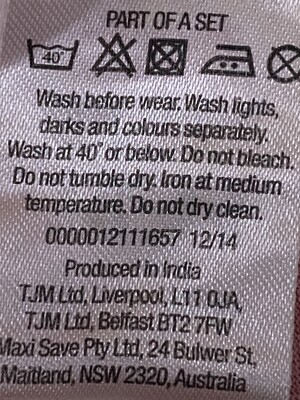 PART OF A SET
40°
Wash before wear. Wash lights,
darks and colours separately.
Wash at 40° or below. Do not bleach.
Do not tumble dry. Iron at medium
temperature. Do not dry clean.
0000012111657 12/14
Produced in India
TJM Ltd, Liverpool, L11 0JA,
TJM Ltd, Belfast BT2 7FW
Maxi Save Pty Ltd, 24 Bulwer St,
Maitland, NSW 2320, Australia